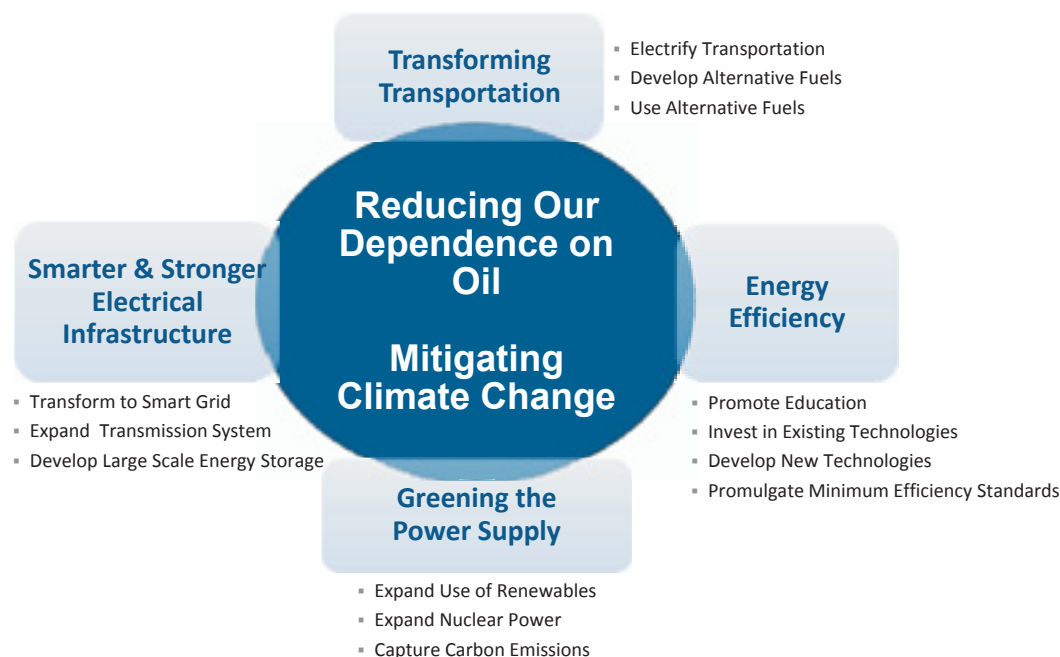 Transforming
Transportation
▪ Electrify Transportation
▪ Develop Alternative Fuels
▪ Use Alternative Fuels
Reducing Our
Dependence on
Oil
Mitigating
Climate Change
Smarter & Stronger
Electrical
Infrastructure
▪ Transform to Smart Grid
▪ Expand Transmission System
▪ Develop Large Scale Energy Storage
Energy
Efficiency
▪ Promote Education
▪ Invest in Existing Technologies
▪ Develop New Technologies
▪ Promulgate Minimum Efficiency Standards
Greening the
Power Supply
▪ Expand Use of Renewables
▪ Expand Nuclear Power
▪ Capture Carbon Emissions